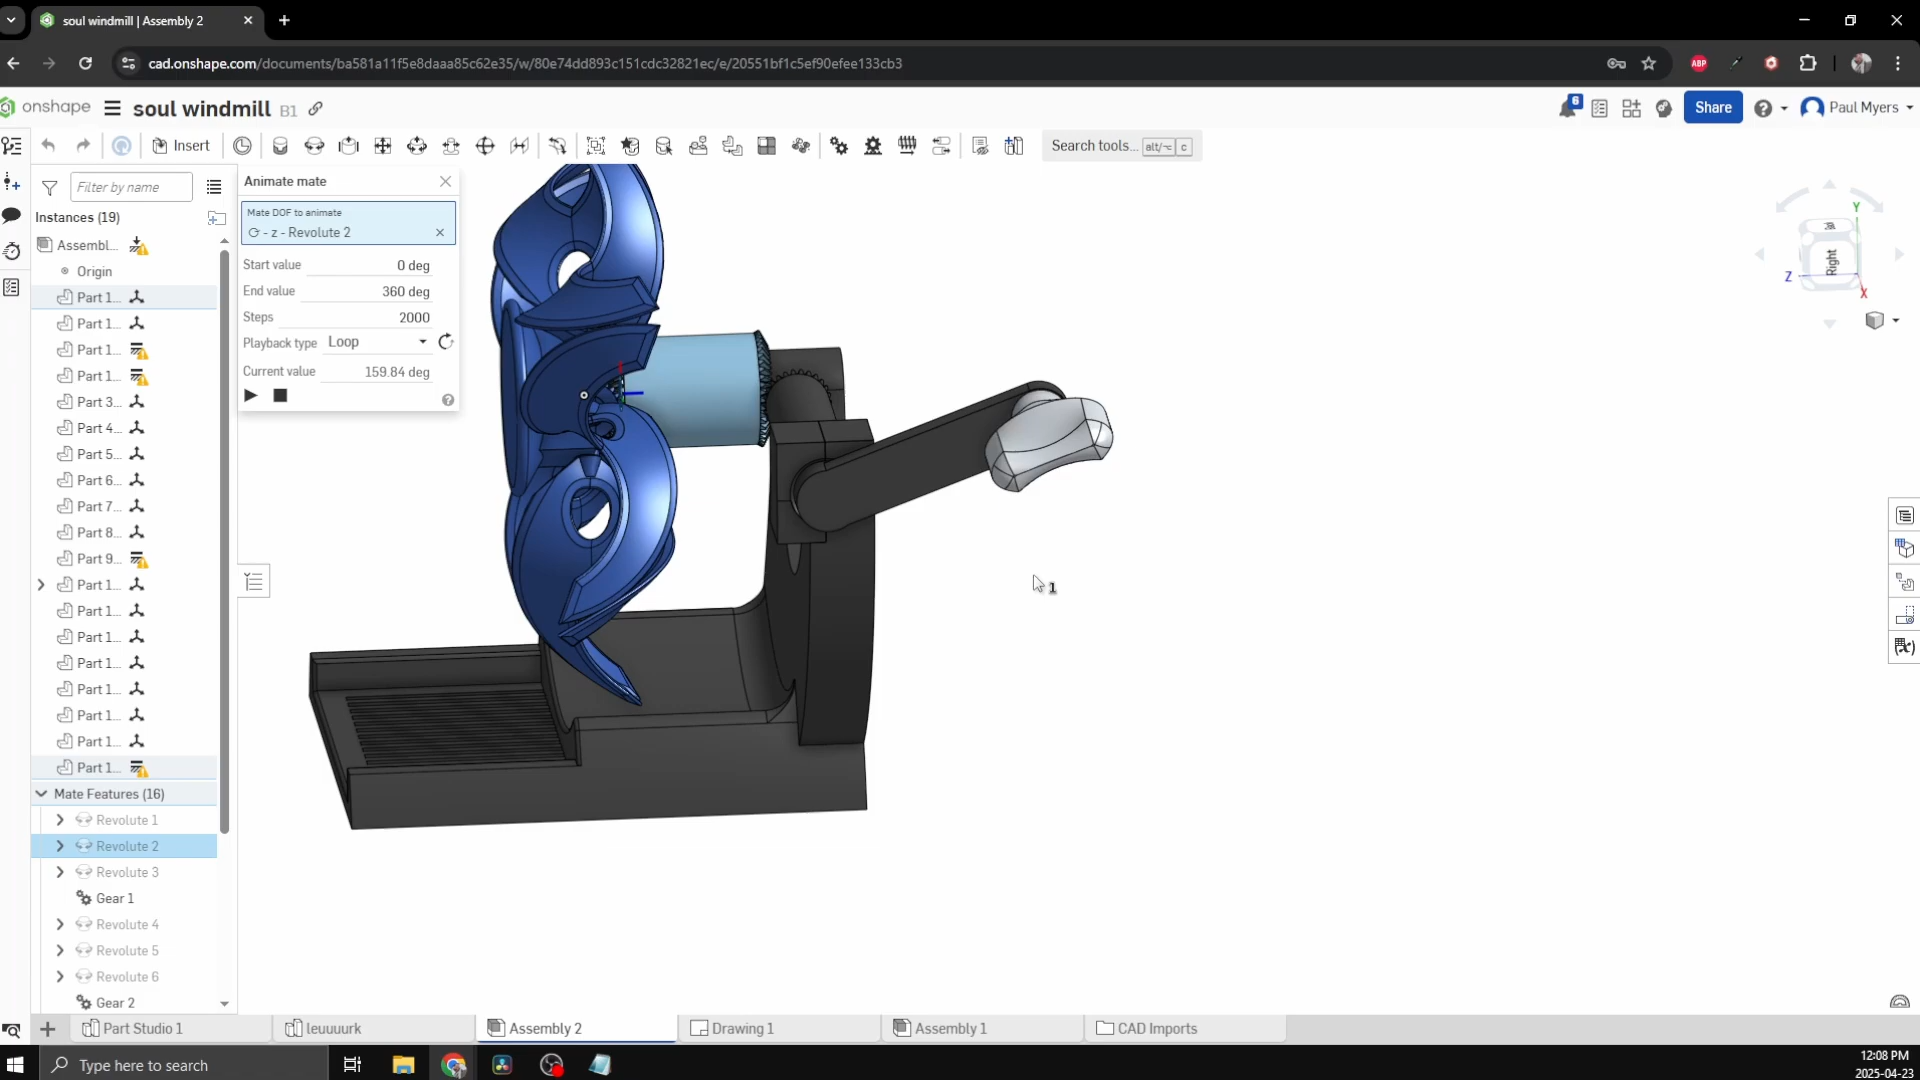 soul windmill | Assembly 2
cad.onshape.com/documents/ba581a11f5e8daaa85c62e35/w/80e74dd893c151cdc32821ec/e/20551bf1c5ef90efee133cb3
ABP
onshape
soul windmill B1
6
Share
Paul Myers
Insert
Search tools... alt/⌥ c
Filter by name
Instances (19)
Assembl...
Origin
Part 1...
Part 1...
Part 1...
Part 1...
Part 3...
Part 4...
Part 5...
Part 6...
Part 7...
Part 8...
Part 9...
Part 1...
Part 1...
Part 1...
Part 1...
Part 1...
Part 1...
Part 1...
Part 1...
Mate Features (16)
Revolute 1
Revolute 2
Revolute 3
Gear 1
Revolute 4
Revolute 5
Revolute 6
Gear 2
Animate mate
Mate DOF to animate
- z - Revolute 2
Start value 0 deg
End value 360 deg
Steps 2000
Playback type Loop
Current value 159.84 deg
1
Y
Right
Z
X
(x)
Part Studio 1
leuuuurk
Assembly 2
Drawing 1
Assembly 1
CAD Imports
Type here to search
12:08 PM
2025-04-23